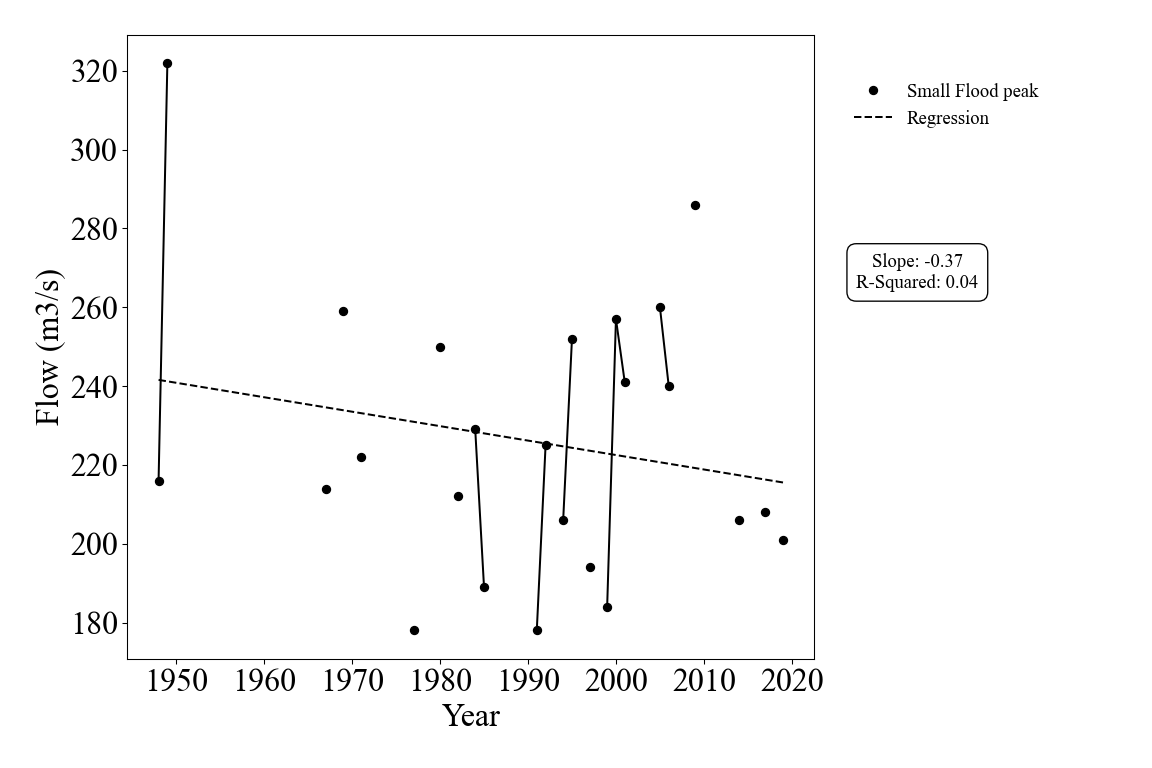 320
300
280
260
240
220
200
180
Flow (m3/s)
1950 1960 1970 1980 1990 2000 2010 2020
Year
Small Flood peak
Regression
Slope: -0.37
R-Squared: 0.04